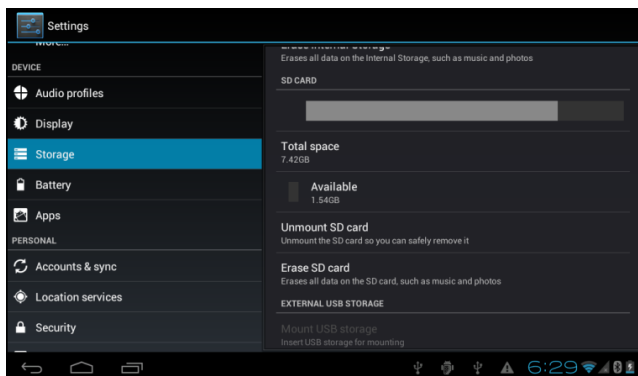 Settings
More...
DEVICE
Audio profiles
Display
Storage
Battery
Apps
PERSONAL
Accounts & sync
Location services
Security
Erase Internal Storage
Erases all data on the Internal Storage, such as music and photos
SD CARD
Total space
7.42GB
Available
1.54GB
Unmount SD card
Unmount the SD card so you can safely remove it
Erase SD card
Erases all data on the SD card, such as music and photos
EXTERNAL USB STORAGE
Mount USB storage
Insert USB storage for mounting
6:29